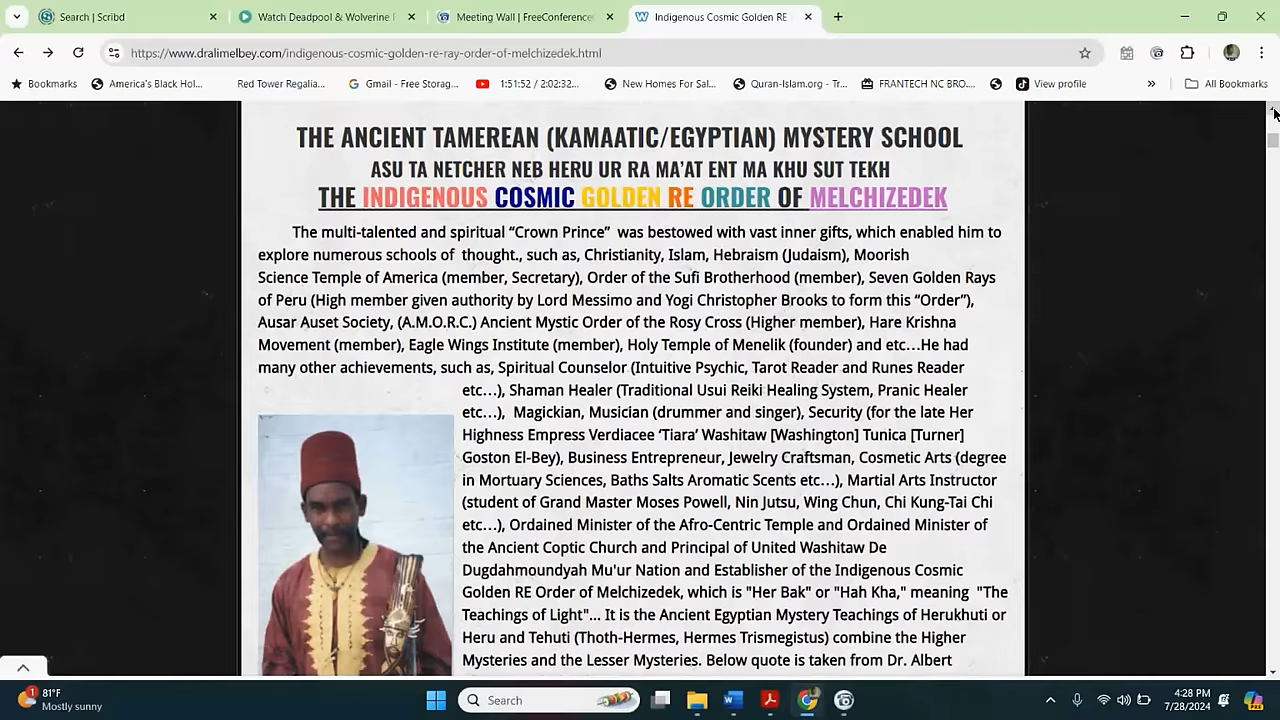 Search | Scribd
Watch Deadpool & Wolverine F
Meeting Wall | FreeConferenceC
Indigenous Cosmic Golden RE
https://www.dralimelbey.com/indigenous-cosmic-golden-re-ray-order-of-melchizedek.html
Bookmarks
America's Black Hol...
Red Tower Regalia...
Gmail - Free Storag...
1:51:52 / 2:02:32...
New Homes For Sal...
Quran-Islam.org - Tr...
FRANTECH NC BRO....
View profile
»
All Bookmarks
THE ANCIENT TAMEREAN (KAMAATIC/EGYPTIAN) MYSTERY SCHOOL
ASU TA NETCHER NEB HERU UR RA MA’AT ENT MA KHU SUT TEKH
THE INDIGENOUS COSMIC GOLDEN RE ORDER OF MELCHIZEDEK
The multi-talented and spiritual “Crown Prince” was bestowed with vast inner gifts, which enabled him to
explore numerous schools of thought., such as, Christianity, Islam, Hebraism (Judaism), Moorish
Science Temple of America (member, Secretary), Order of the Sufi Brotherhood (member), Seven Golden Rays
of Peru (High member given authority by Lord Messimo and Yogi Christopher Brooks to form this “Order”),
Ausar Auset Society, (A.M.O.R.C.) Ancient Mystic Order of the Rosy Cross (Higher member), Hare Krishna
Movement (member), Eagle Wings Institute (member), Holy Temple of Menelik (founder) and etc…He had
many other achievements, such as, Spiritual Counselor (Intuitive Psychic, Tarot Reader and Runes Reader
etc…), Shaman Healer (Traditional Usui Reiki Healing System, Pranic Healer
etc…), Magickian, Musician (drummer and singer), Security (for the late Her
Highness Empress Verdiacee ‘Tiara’ Washitaw [Washington] Tunica [Turner]
Goston El-Bey), Business Entrepreneur, Jewelry Craftsman, Cosmetic Arts (degree
in Mortuary Sciences, Baths Salts Aromatic Scents etc…), Martial Arts Instructor
(student of Grand Master Moses Powell, Nin Jutsu, Wing Chun, Chi Kung-Tai Chi
etc…), Ordained Minister of the Afro-Centric Temple and Ordained Minister of
the Ancient Coptic Church and Principal of United Washitaw De
Dugdahmoundyah Mu'ur Nation and Establisher of the Indigenous Cosmic
Golden RE Order of Melchizedek, which is "Her Bak" or "Hah Kha," meaning "The
Teachings of Light"... It is the Ancient Egyptian Mystery Teachings of Herukhuti or
Heru and Tehuti (Thoth-Hermes, Hermes Trismegistus) combine the Higher
Mysteries and the Lesser Mysteries. Below quote is taken from Dr. Albert
1
81°F
Mostly sunny
Search
4:28 PM
7/28/2024